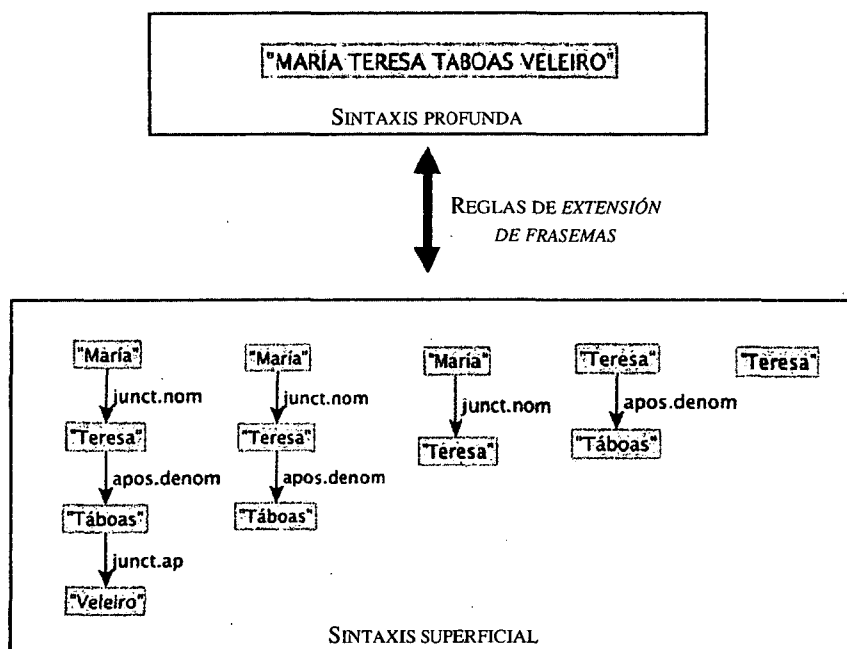 "MARÍA TERESA TABOAS VELEIRO"
SINTAXIS PROFUNDA
REGLAS DE EXTENSIÓN
DE FRASEMAS
"María"
junct.nom
"Teresa"
apos.denom
"Táboas"
junct.ap
"Veleiro"
"María"
junct.nom
"Teresa"
apos.denom
"Táboas"
"María"
junct.nom
"Teresa"
"Teresa"
apos.denom
"Táboas"
"Teresa"
SINTAXIS SUPERFICIAL